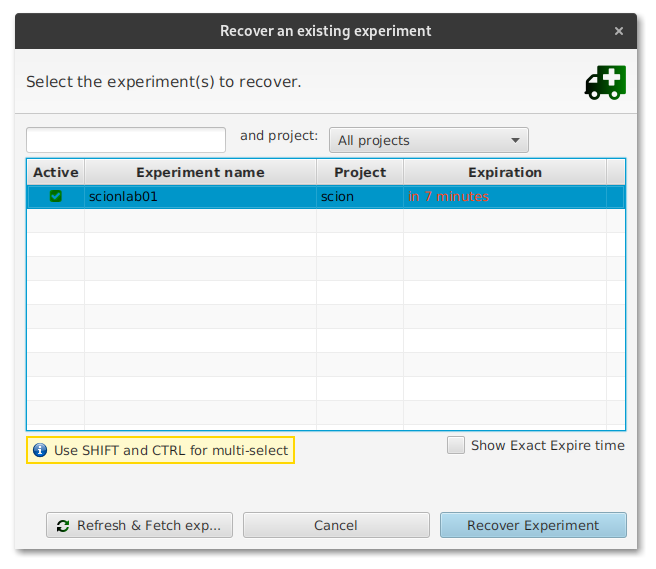 Recover an existing experiment
Select the experiment(s) to recover.
and project: All projects
Active Experiment name Project Expiration
scionlab01 scion in 7 minutes
Use SHIFT and CTRL for multi-select
Show Exact Expire time
Refresh & Fetch exp... Cancel Recover Experiment